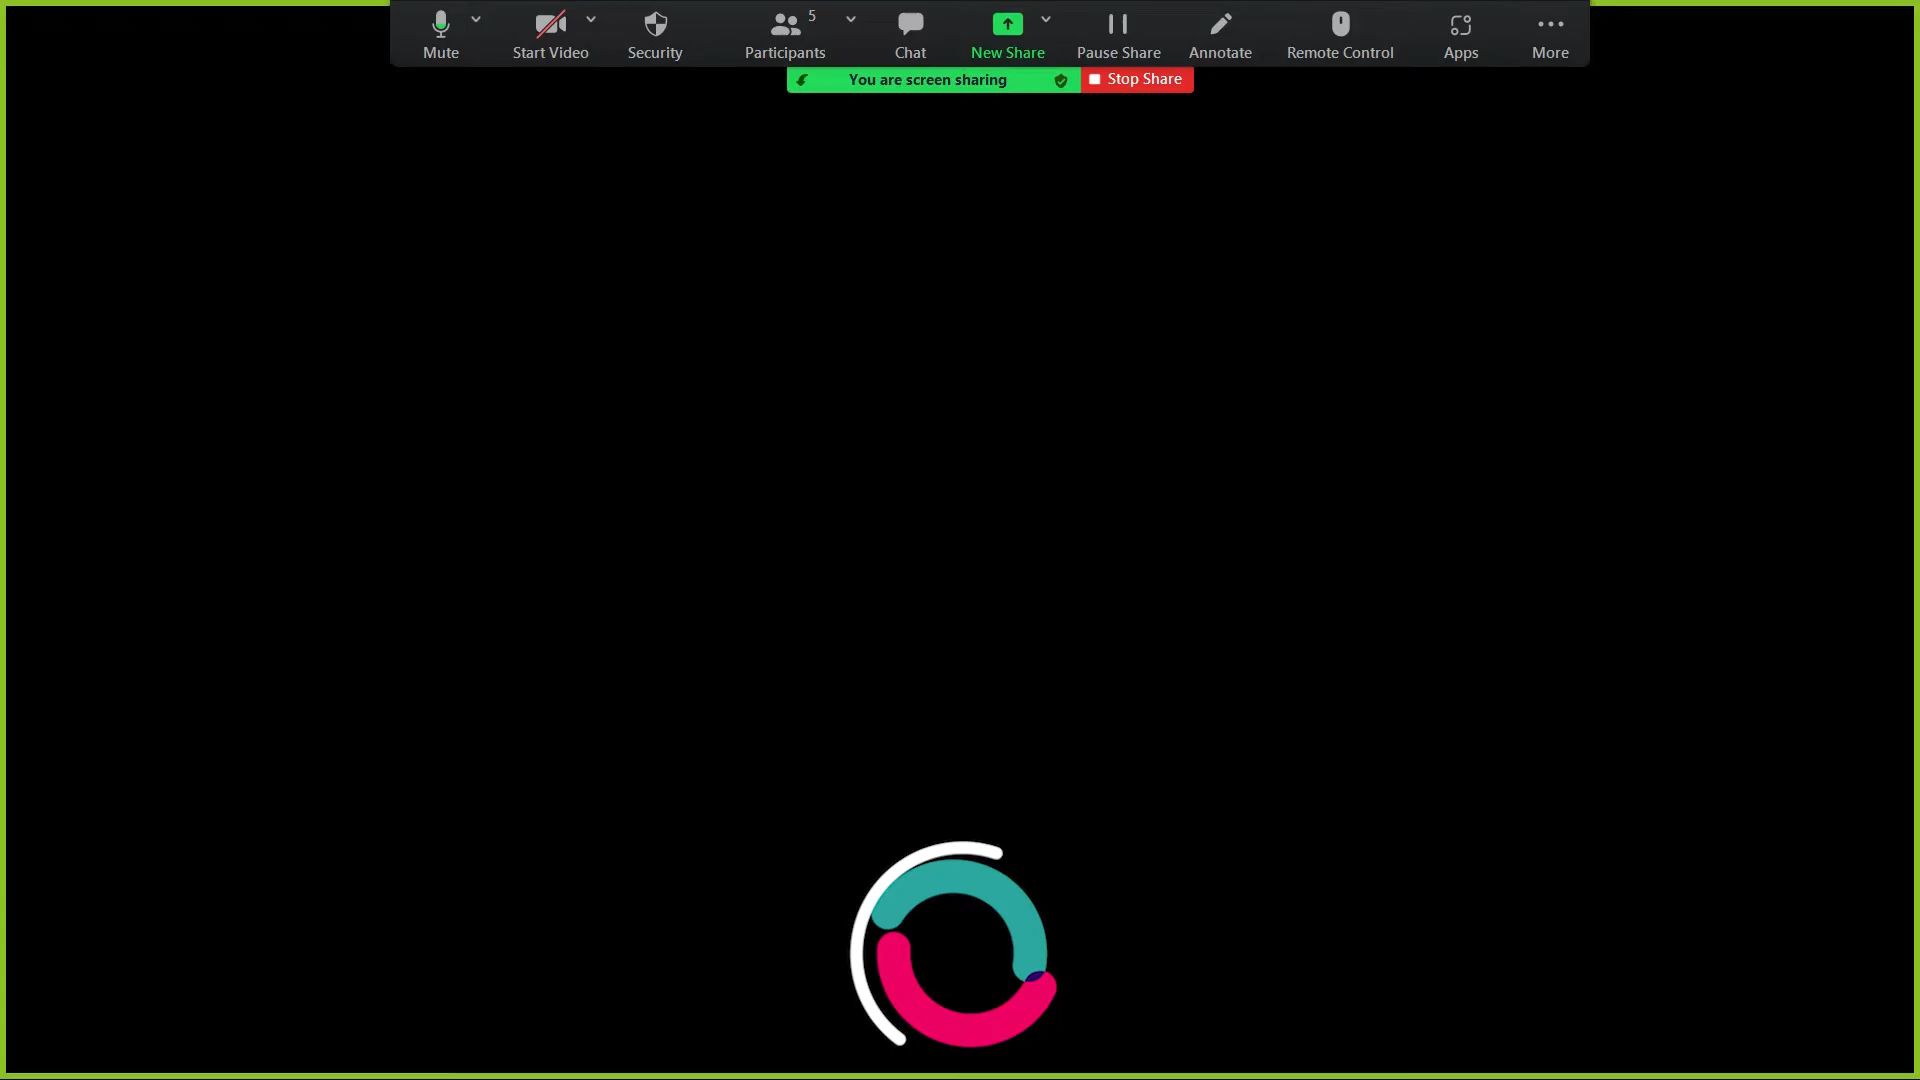 5
Mute Start Video Security Participants Chat New Share Pause Share Annotate Remote Control Apps More
You are screen sharing Stop Share